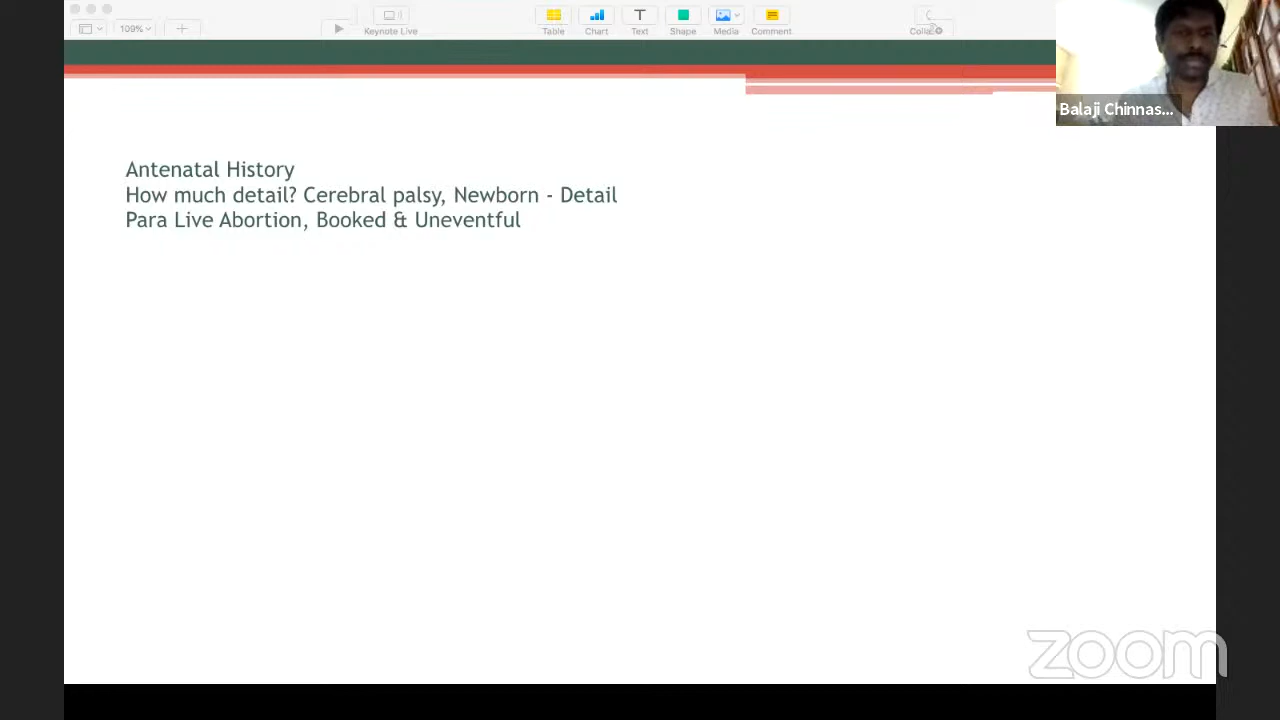 109%
Keynote Live
Table
Chart
Text
Shape
Media
Comment
Balaji Chinnas...
Antenatal History
How much detail? Cerebral palsy, Newborn - Detail
Para Live Abortion, Booked & Uneventful
zoom